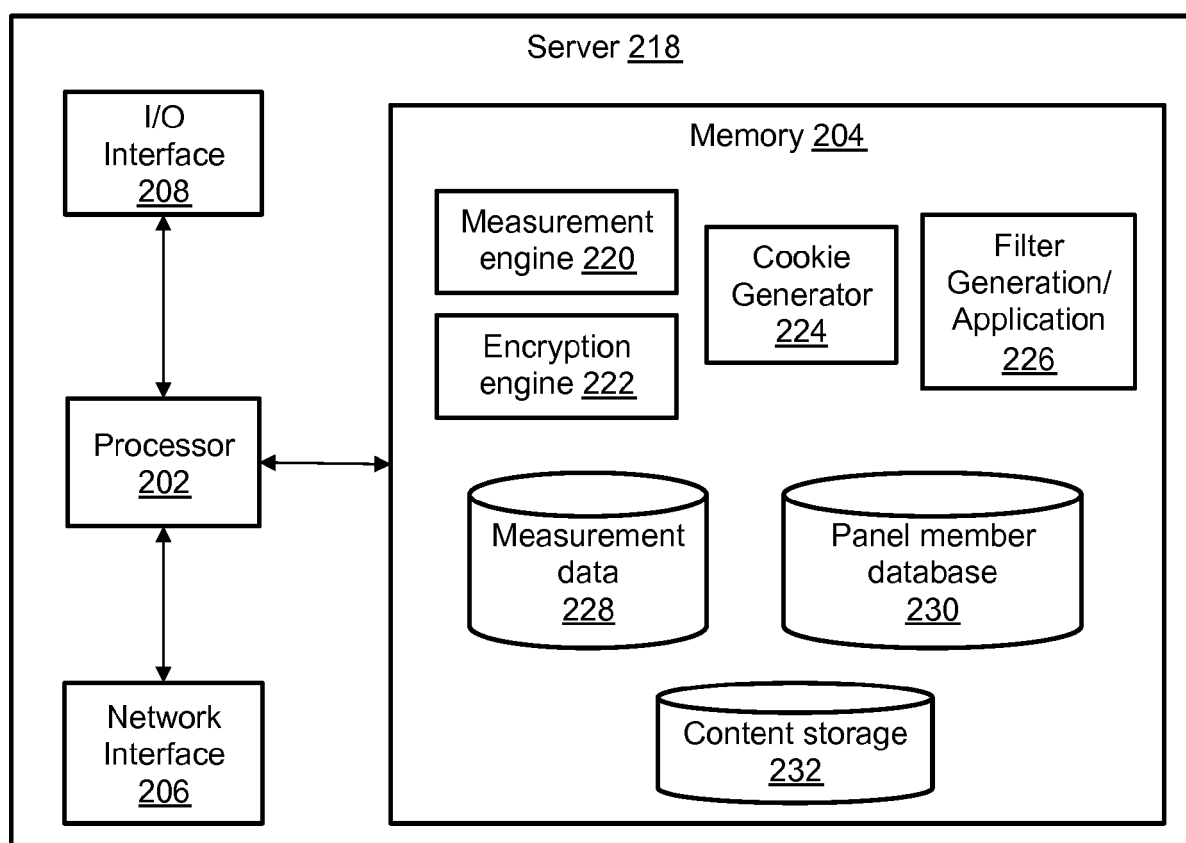 Server 218
I/O
Interface
208
Memory 204
Measurement
engine 220
Cookie
Generator
224
Filter
Generation/
Application
226
Encryption
engine 222
Processor
202
Measurement
data
228
Panel member
database
230
Network
Interface
206
Content storage
232